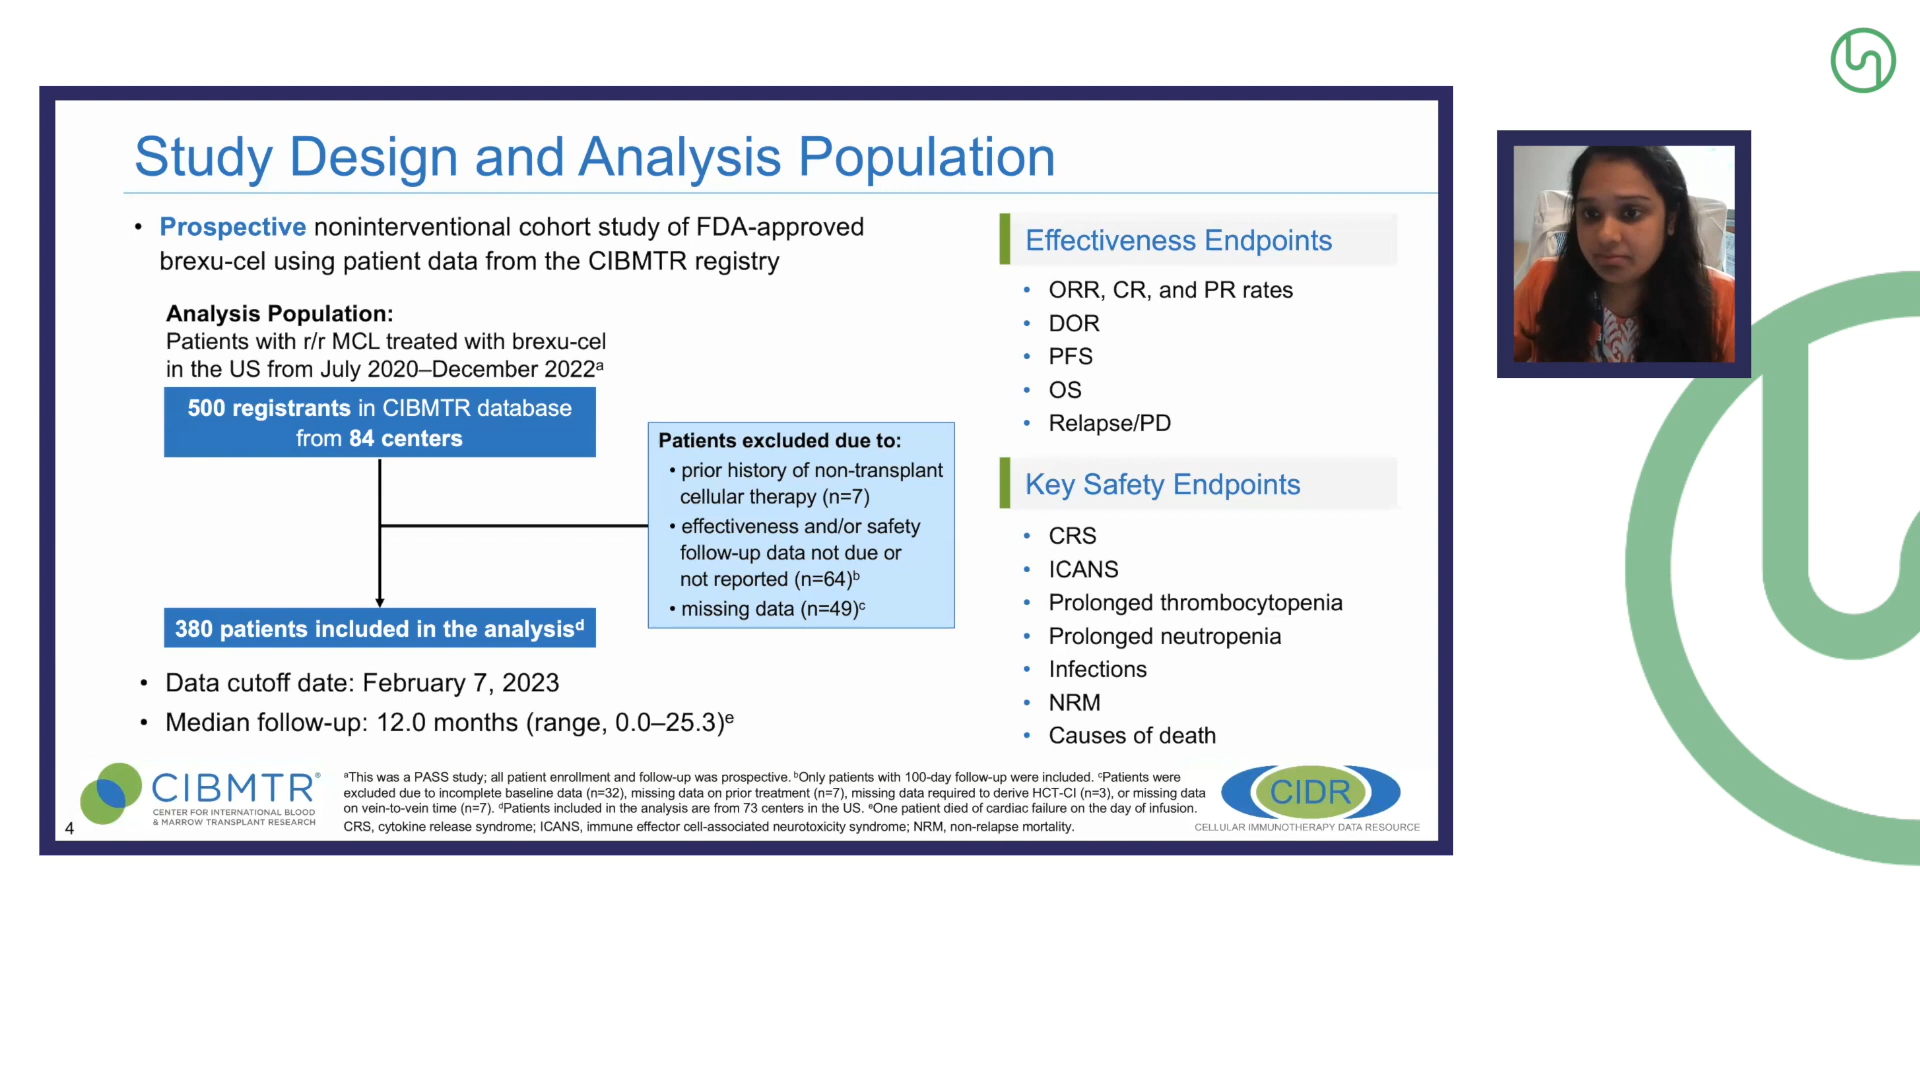 Study Design and Analysis Population
• Prospective noninterventional cohort study of FDA-approved
brexu-cel using patient data from the CIBMTR registry
Analysis Population:
Patients with r/r MCL treated with brexu-cel
in the US from July 2020–December 2022ᵃ
500 registrants in CIBMTR database
from 84 centers
Patients excluded due to:
• prior history of non-transplant
cellular therapy (n=7)
• effectiveness and/or safety
follow-up data not due or
not reported (n=64)ᵇ
• missing data (n=49)ᶜ
380 patients included in the analysisᵈ
• Data cutoff date: February 7, 2023
• Median follow-up: 12.0 months (range, 0.0–25.3)ᵉ
Effectiveness Endpoints
• ORR, CR, and PR rates
• DOR
• PFS
• OS
• Relapse/PD
Key Safety Endpoints
• CRS
• ICANS
• Prolonged thrombocytopenia
• Prolonged neutropenia
• Infections
• NRM
• Causes of death
CIBMTR®
CENTER FOR INTERNATIONAL BLOOD
& MARROW TRANSPLANT RESEARCH
4
ᵃThis was a PASS study; all patient enrollment and follow-up was prospective. ᵇOnly patients with 100-day follow-up were included. ᶜPatients were
excluded due to incomplete baseline data (n=32), missing data on prior treatment (n=7), missing data required to derive HCT-CI (n=3), or missing data
on vein-to-vein time (n=7). ᵈPatients included in the analysis are from 73 centers in the US. ᵉOne patient died of cardiac failure on the day of infusion.
CRS, cytokine release syndrome; ICANS, immune effector cell-associated neurotoxicity syndrome; NRM, non-relapse mortality.
CIDR
CELLULAR IMMUNOTHERAPY DATA RESOURCE